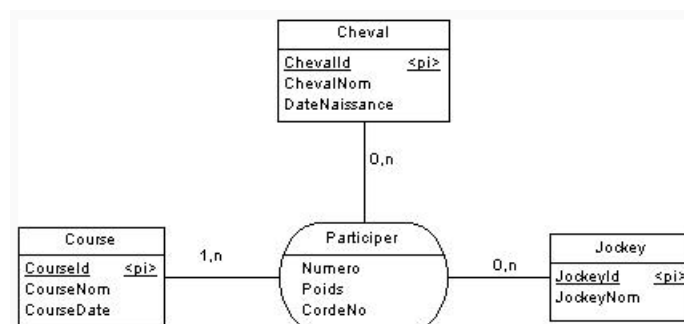 Cheval
ChevalId <pi>
ChevalNom
DateNaissance
0,n
Course
CourseId <pi>
CourseNom
CourseDate
1,n
Participer
Numero
Poids
CordeNo
0,n
Jockey
JockeyId <pi>
JockeyNom